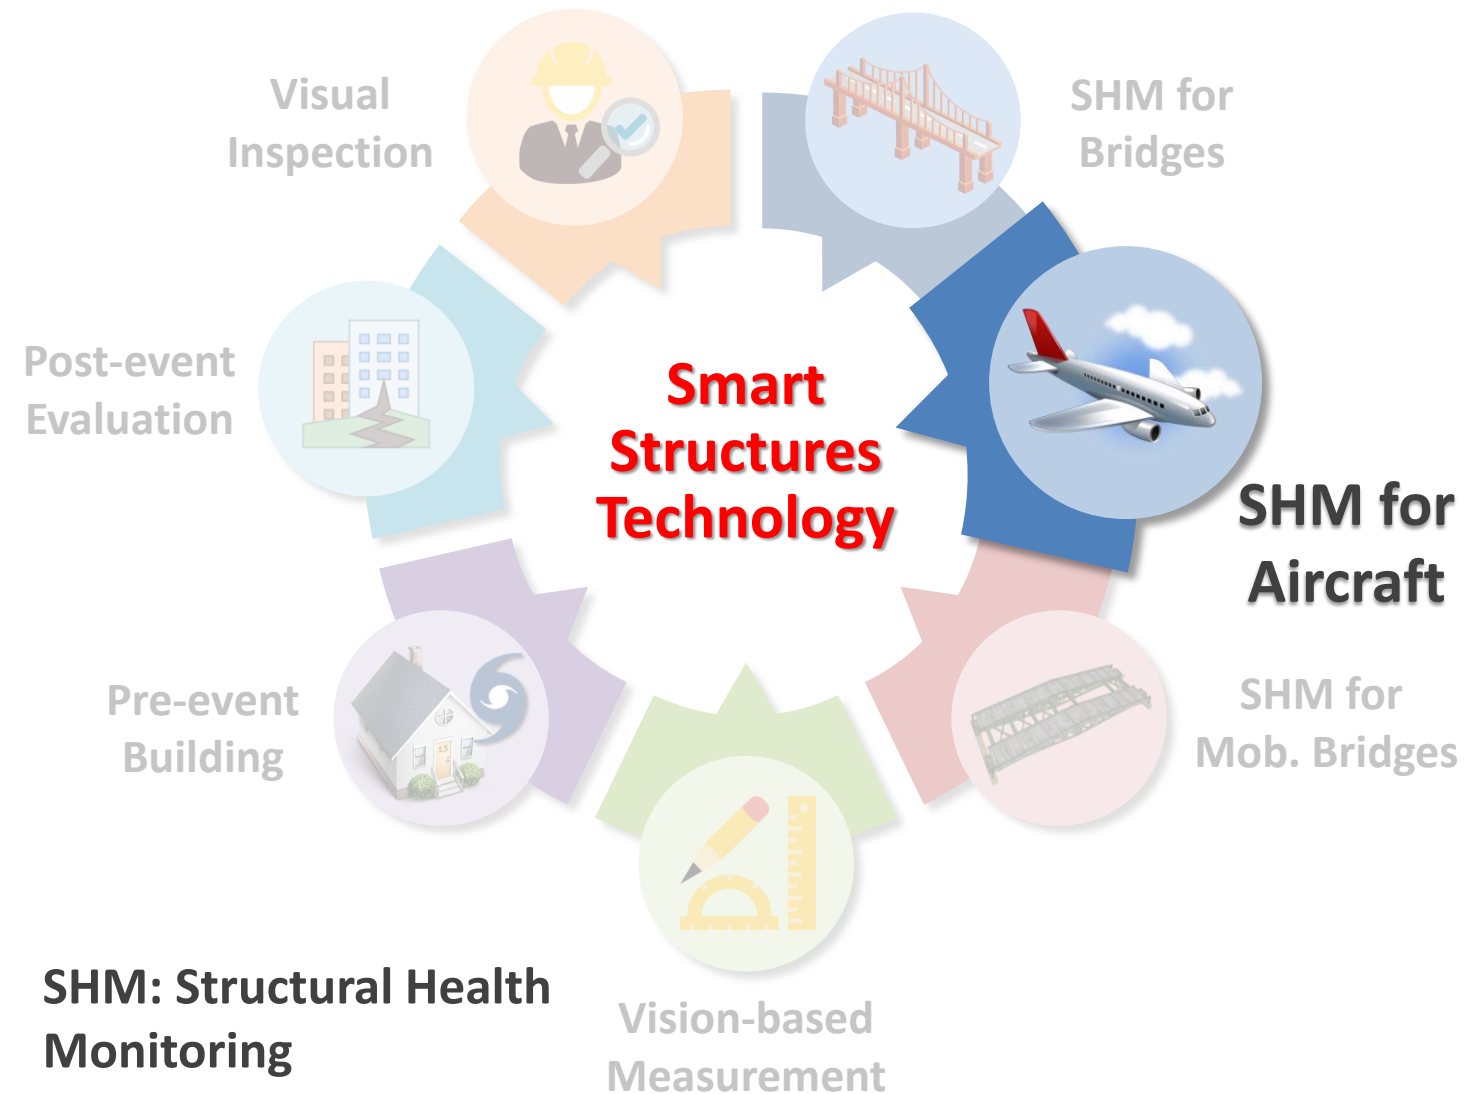 Visual
Inspection
SHM for
Bridges
Post-event
Evaluation
Smart
Structures
Technology
SHM for
Aircraft
Pre-event
Building
13
SHM for
Mob. Bridges
SHM: Structural Health
Monitoring
Vision-based
Measurement